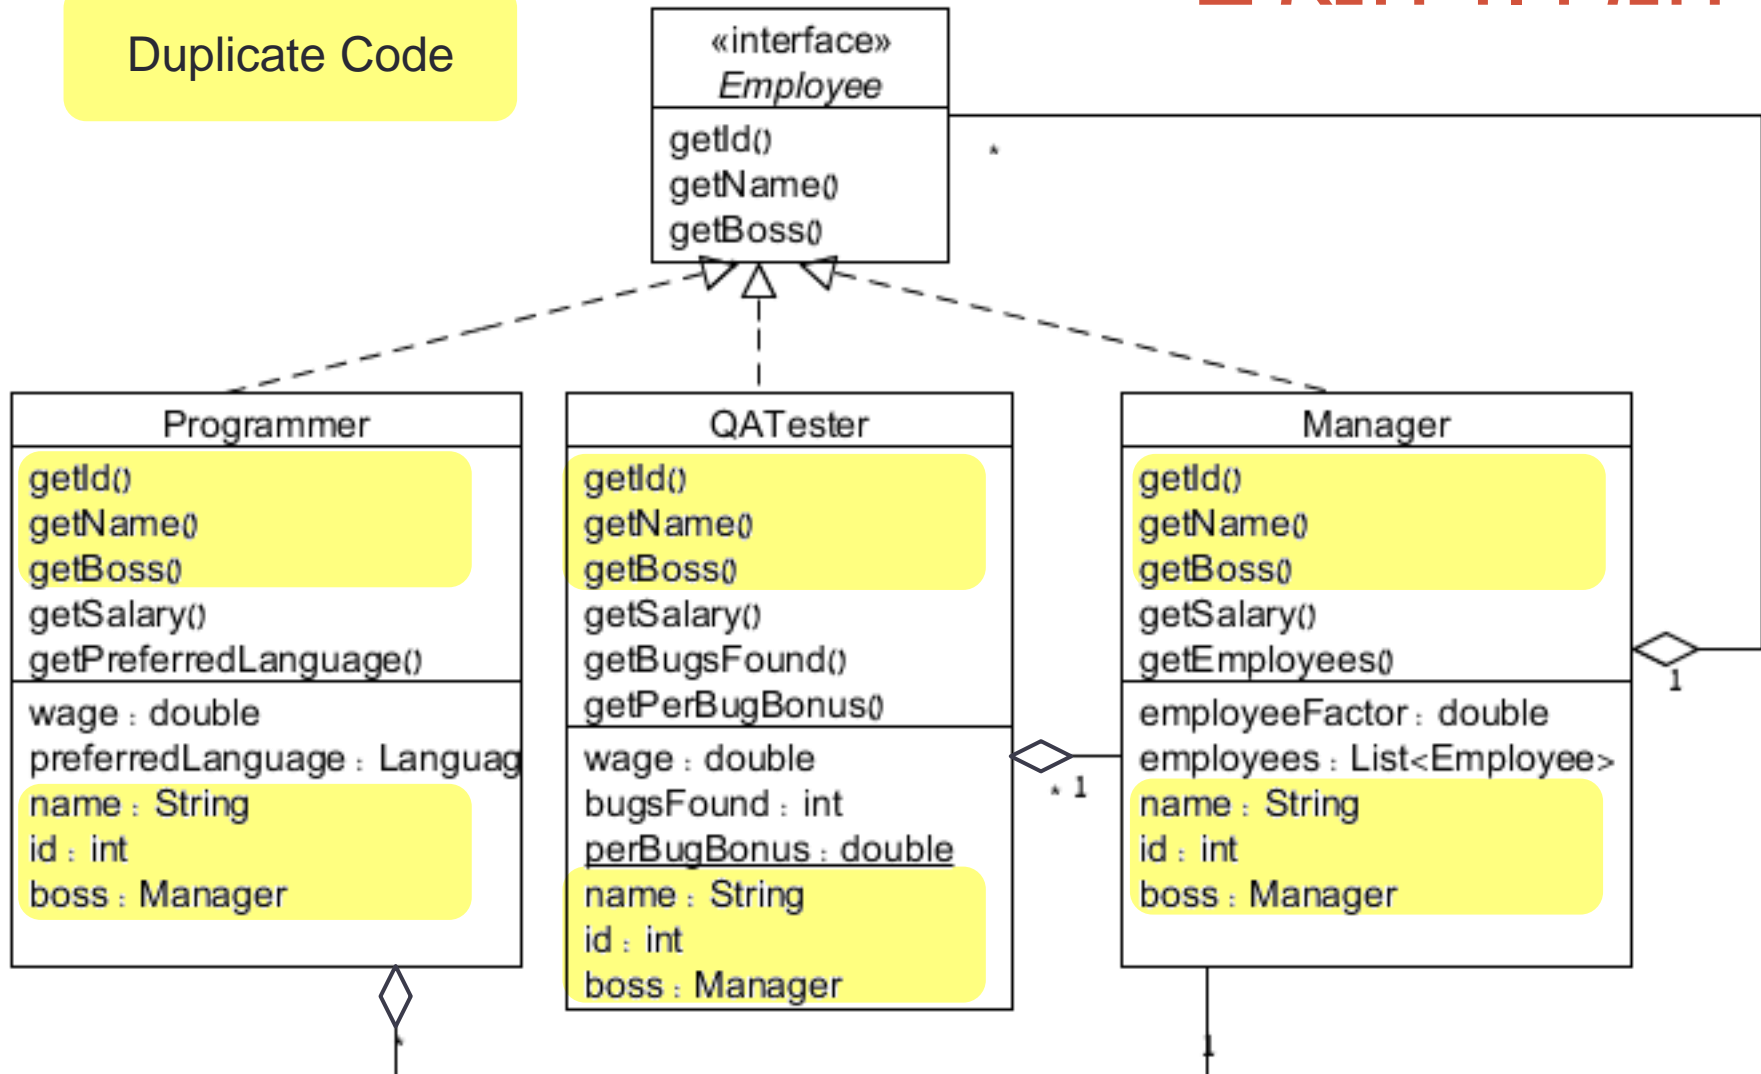 Duplicate Code
«interface»
Employee
getId()
getName()
getBoss()
*
Programmer
getId()
getName()
getBoss()
getSalary()
getPreferredLanguage()
wage : double
preferredLanguage : Languag
name : String
id : int
boss : Manager
*
QATester
getId()
getName()
getBoss()
getSalary()
getBugsFound()
getPerBugBonus()
wage : double
bugsFound : int
perBugBonus : double
name : String
id : int
boss : Manager
* 1
Manager
getId()
getName()
getBoss()
getSalary()
getEmployees()
employeeFactor : double
employees : List<Employee>
name : String
id : int
boss : Manager
1
1